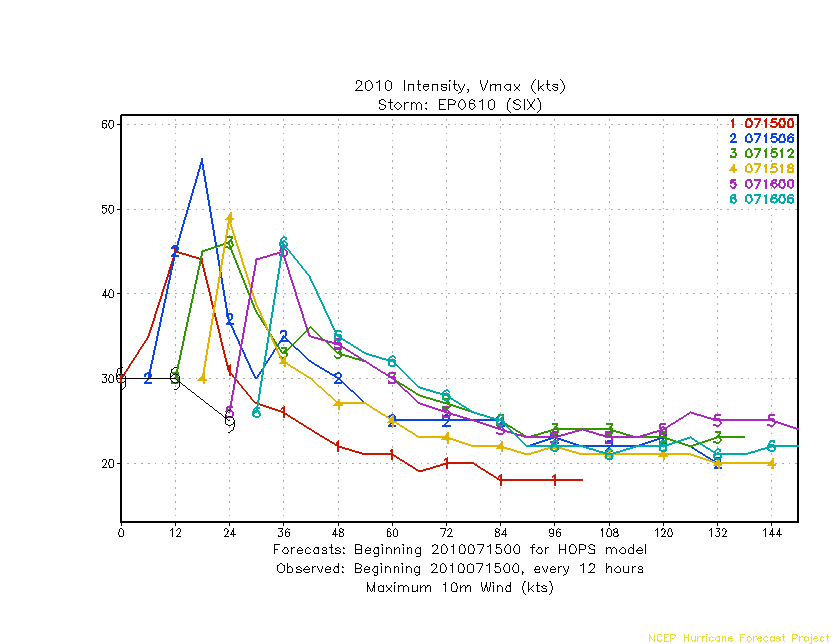 2010 Intensity, Vmax (kts)
Storm: EP0610 (SIX)
1 071500
2 071506
3 071512
4 071518
5 071600
6 071606
60
50
40
30
20
0 12 24 36 48 60 72 84 96 108 120 132 144
Forecasts: Beginning 2010071500 for HOPS model
Observed: Beginning 2010071500, every 12 hours
Maximum 10m Wind (kts)
NCEP Hurricane Forecast Project